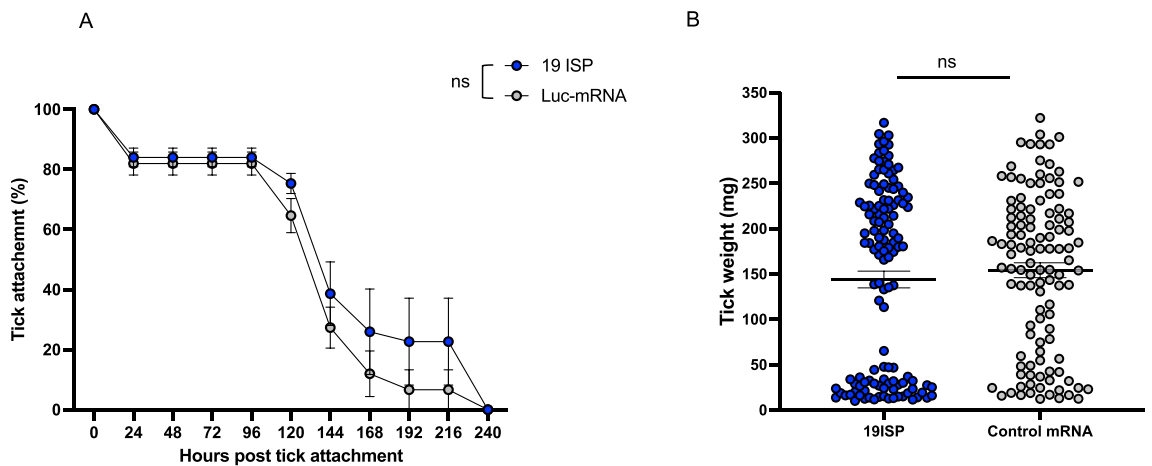 A
19 ISP
ns
Luc-mRNA
100
80
60
40
20
0
Tick attachemnt (%)
0 24 48 72 96 120 144 168 192 216 240
Hours post tick attachment
B
ns
350
300
250
200
150
100
50
0
Tick weight (mg)
19ISP Control mRNA